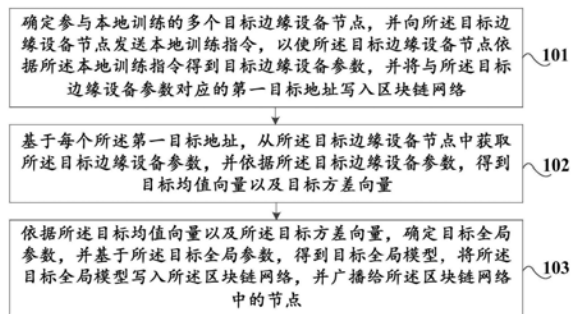 确定参与本地训练的多个目标边缘设备节点，并向所述目标边
缘设备节点发送本地训练指令，以使所述目标边缘设备节点依
据所述本地训练指令得到目标边缘设备参数，并将与所述目标
边缘设备参数对应的第一目标地址写入区块链网络
101
基于每个所述第一目标地址，从所述目标边缘设备节点中获取
所述目标边缘设备参数，并依据所述目标边缘设备参数，得到
目标均值向量以及目标方差向量
102
依据所述目标均值向量以及所述目标方差向量，确定目标全局
参数，并基于所述目标全局参数，得到目标全局模型，将所述
目标全局模型写入所述区块链网络，并广播给所述区块链网络
中的节点
103